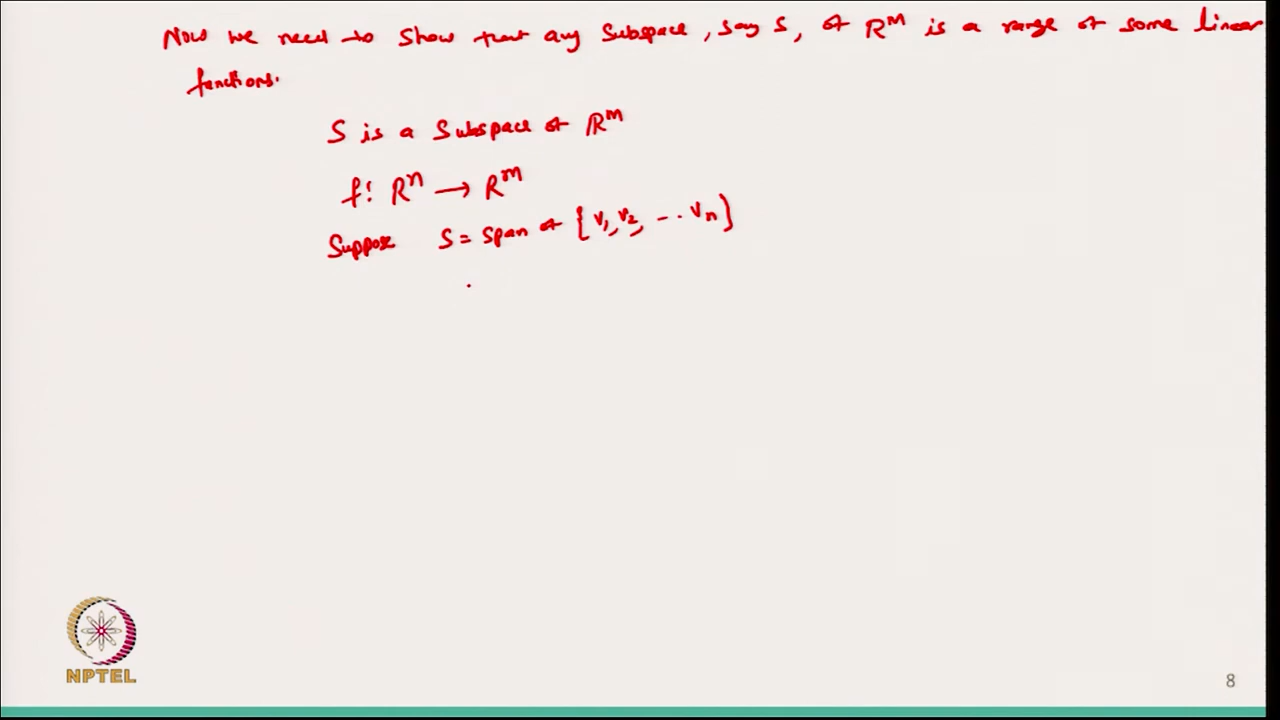 Now we need to show that any subspace, say S, of R^m is a range of some linear
functions.
S is a subspace of R^m
f: R^n → R^m
Suppose S = span of {v1, v2, -.. vn}
NPTEL
8